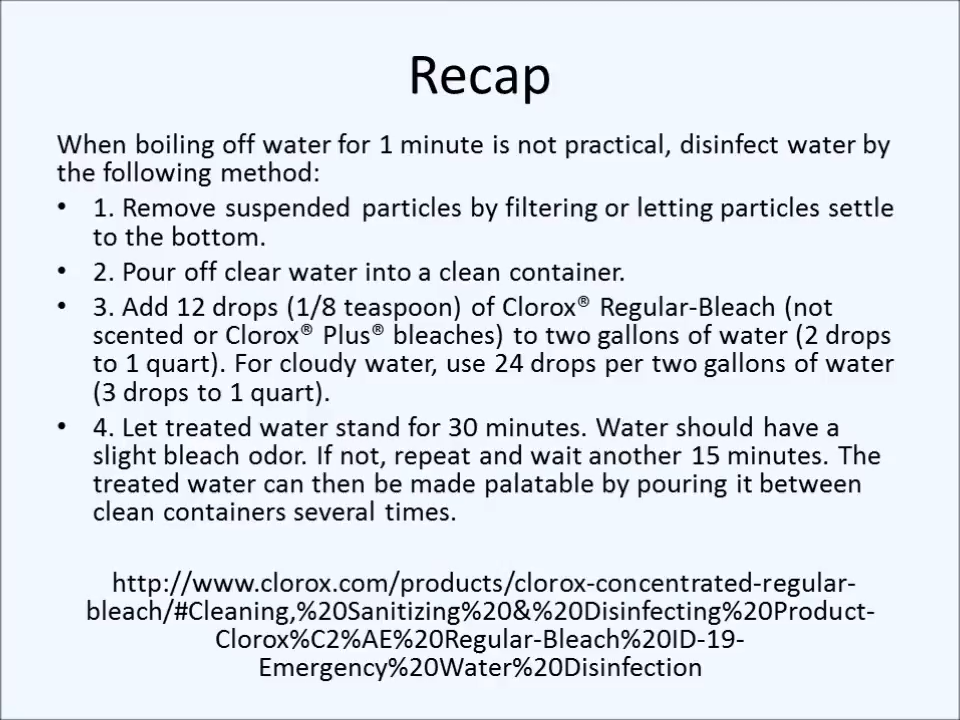 Recap
When boiling off water for 1 minute is not practical, disinfect water by
the following method:
• 1. Remove suspended particles by filtering or letting particles settle
to the bottom.
• 2. Pour off clear water into a clean container.
• 3. Add 12 drops (1/8 teaspoon) of Clorox® Regular-Bleach (not
scented or Clorox® Plus® bleaches) to two gallons of water (2 drops
to 1 quart). For cloudy water, use 24 drops per two gallons of water
(3 drops to 1 quart).
• 4. Let treated water stand for 30 minutes. Water should have a
slight bleach odor. If not, repeat and wait another 15 minutes. The
treated water can then be made palatable by pouring it between
clean containers several times.
http://www.clorox.com/products/clorox-concentrated-regular-
bleach/#Cleaning,%20Sanitizing%20&%20Disinfecting%20Product-
Clorox%C2%AE%20Regular-Bleach%20ID-19-
Emergency%20Water%20Disinfection